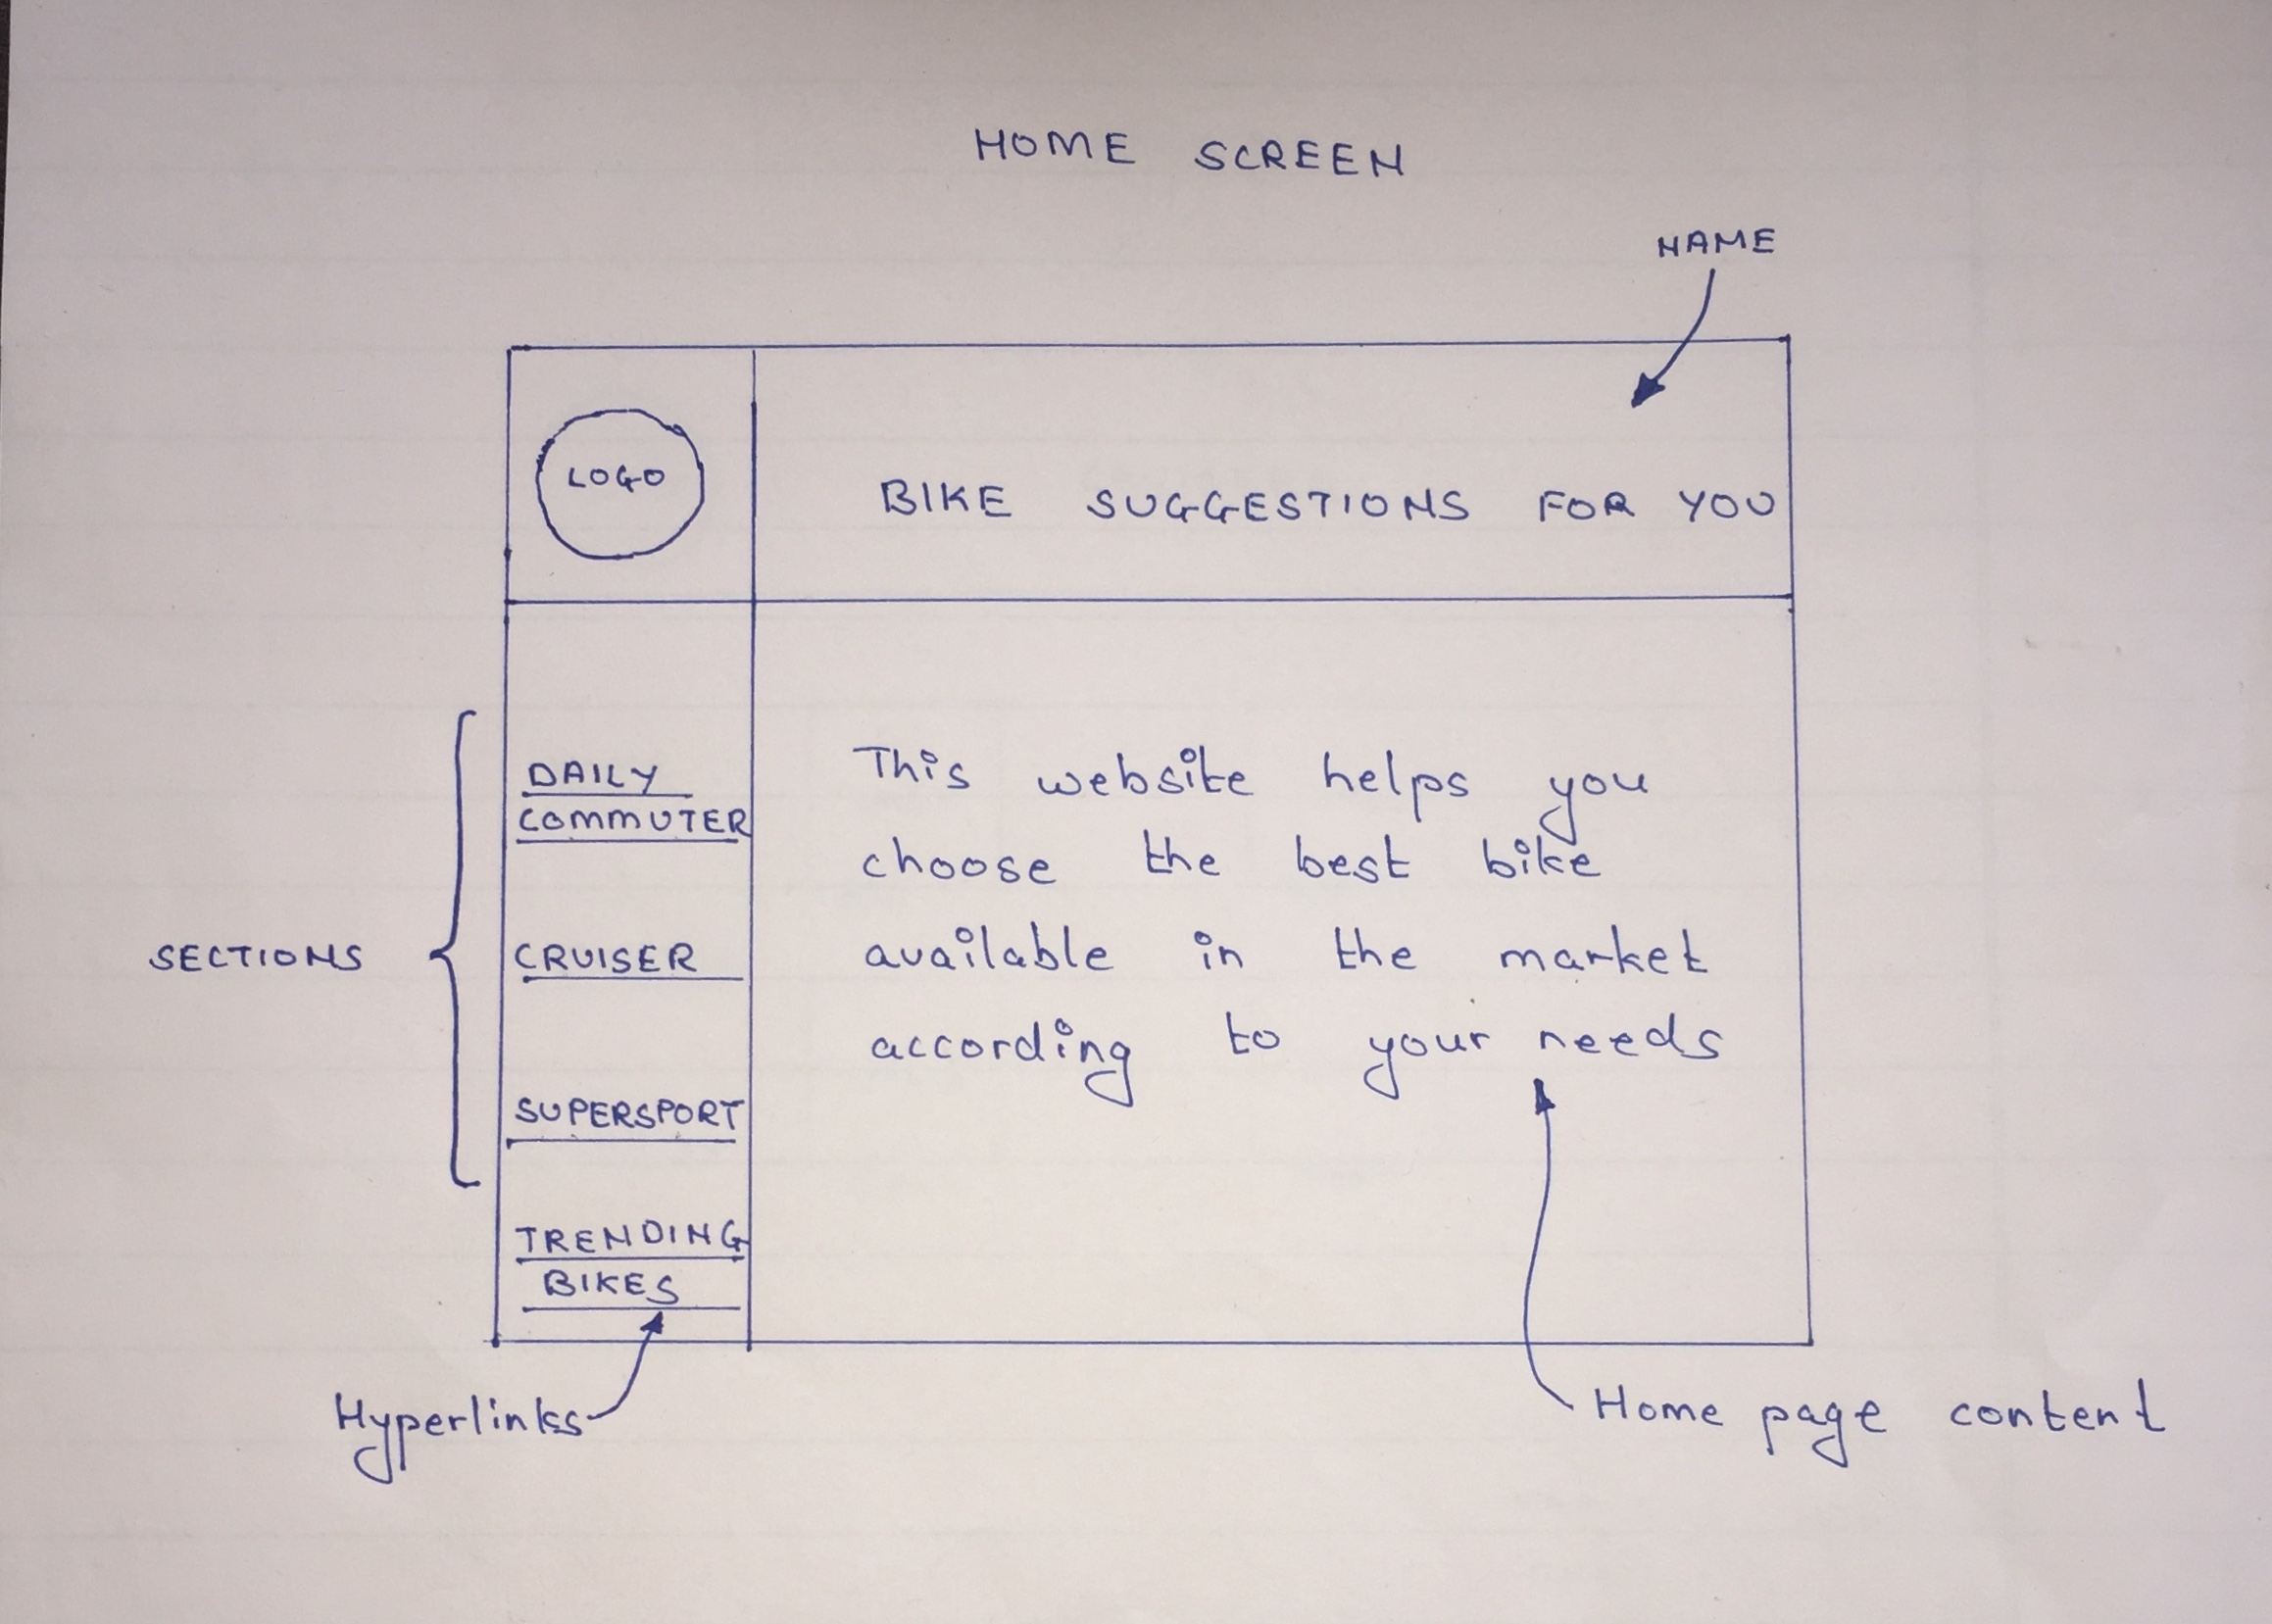 HOME SCREEN
NAME
LOGO
BIKE SUGGESTIONS FOR YOU
SECTIONS
DAILY
COMMUTER
CRUISER
SUPERSPORT
TRENDING
BIKES
This website helps you
choose the best bike
available in the market
according to your needs
Hyperlinks
Home page content